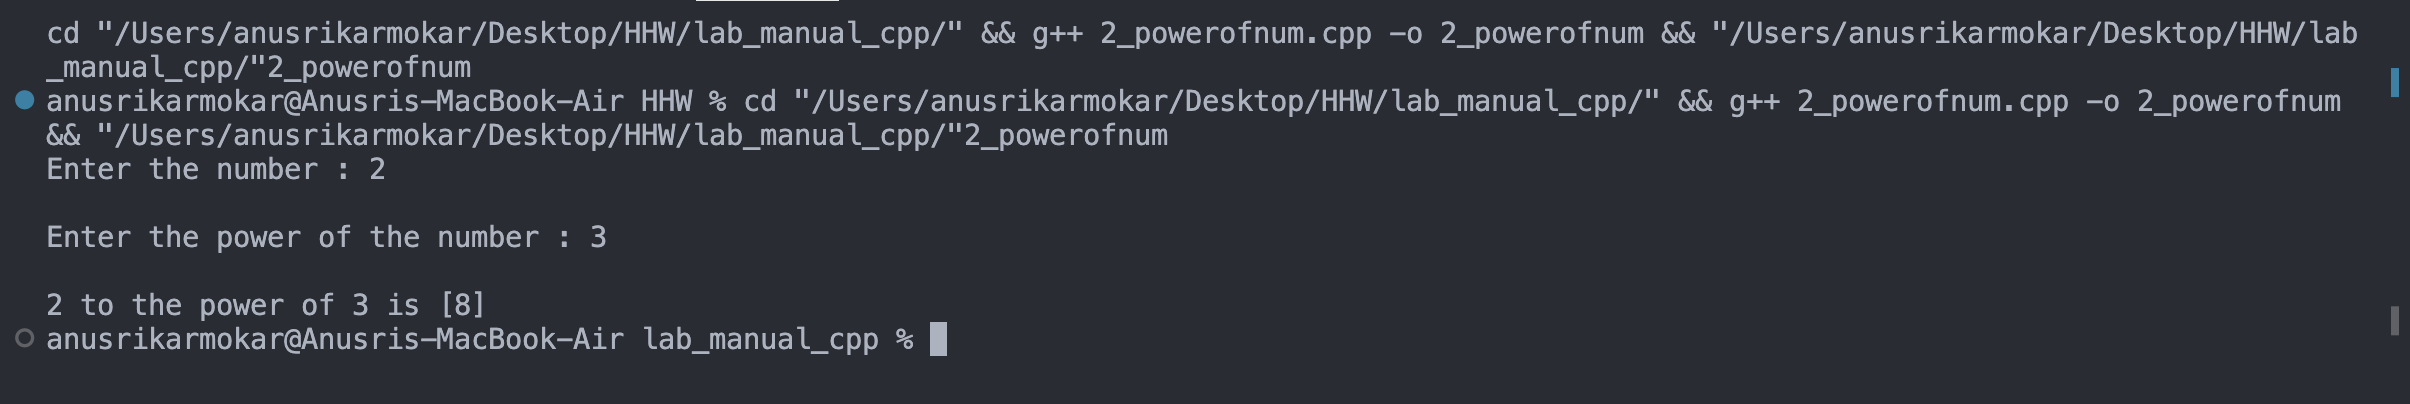 cd "/Users/anusrikarmokar/Desktop/HHW/lab_manual_cpp/" && g++ 2_powerofnum.cpp -o 2_powerofnum && "/Users/anusrikarmokar/Desktop/HHW/lab
_manual_cpp/"2_powerofnum
anusrikarmokar@Anusris-MacBook-Air HHW % cd "/Users/anusrikarmokar/Desktop/HHW/lab_manual_cpp/" && g++ 2_powerofnum.cpp -o 2_powerofnum
&& "/Users/anusrikarmokar/Desktop/HHW/lab_manual_cpp/"2_powerofnum
Enter the number : 2
Enter the power of the number : 3
2 to the power of 3 is [8]
anusrikarmokar@Anusris-MacBook-Air lab_manual_cpp %